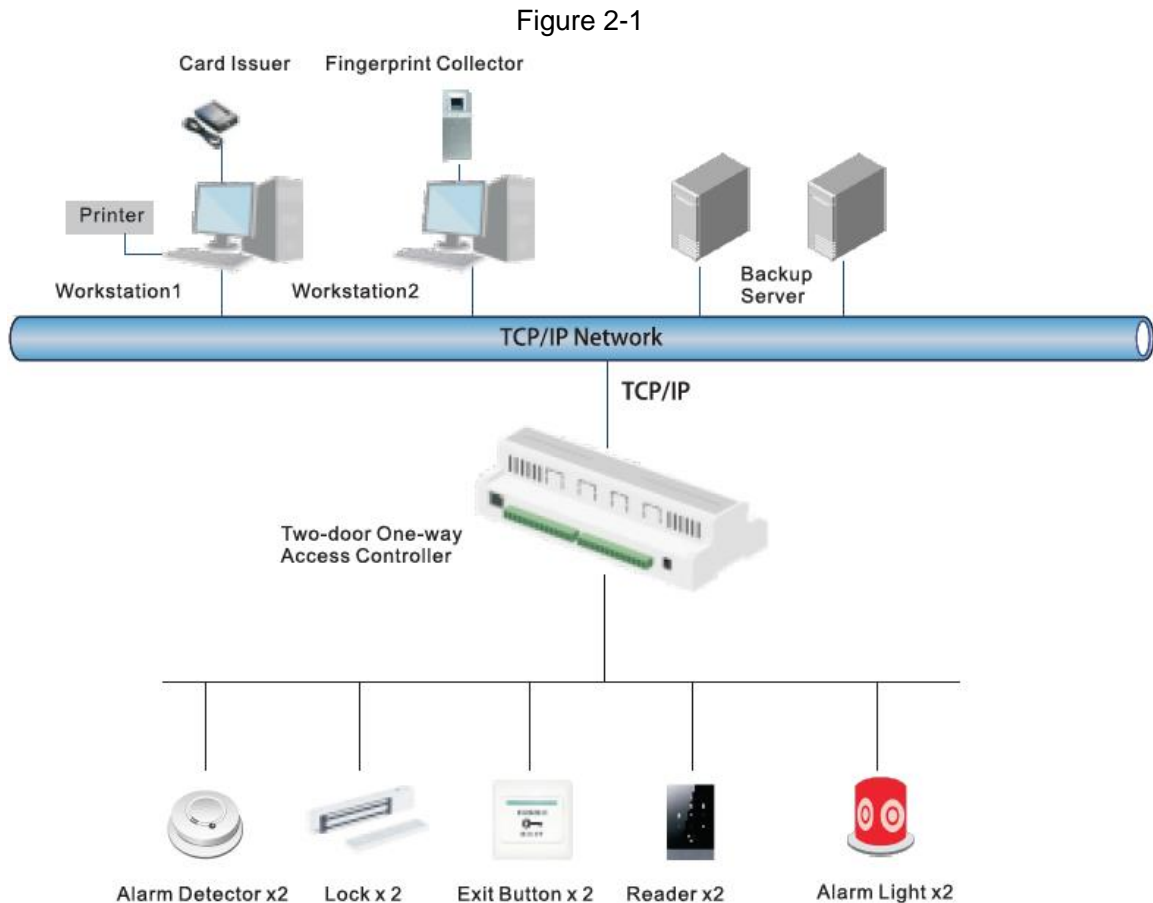 Figure 2-1
Card Issuer
Fingerprint Collector
Printer
Workstation1
Workstation2
Backup
Server
TCP/IP Network
TCP/IP
Two-door One-way
Access Controller
Alarm Detector x2
Lock x 2
Exit Button x 2
Reader x2
Alarm Light x2